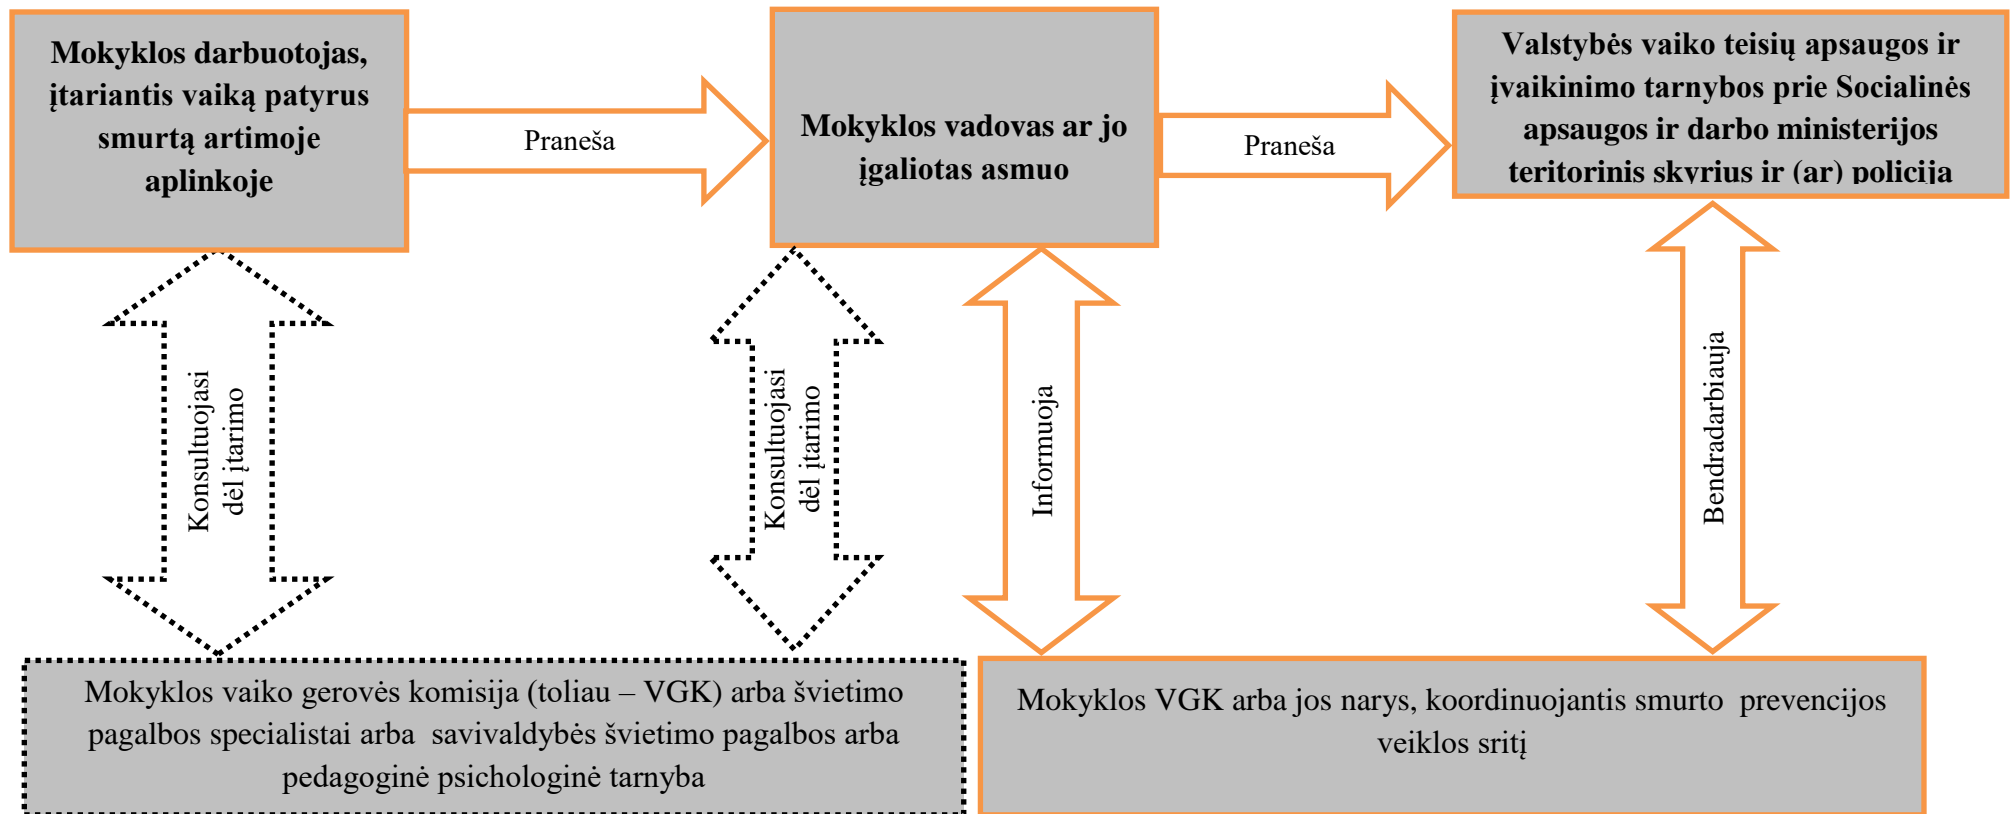 Mokyklos darbuotojas,
įtariantis vaiką patyrus
smurtą artimoje
aplinkoje
Praneša
Mokyklos vadovas ar jo
įgaliotas asmuo
Praneša
Valstybės vaiko teisių apsaugos ir
įvaikinimo tarnybos prie Socialinės
apsaugos ir darbo ministerijos
teritorinis skyrius ir (ar) policija
Konsultuojasi
dėl įtarimo
Konsultuojasi
dėl įtarimo
Informuoja
Bendradarbiauja
Mokyklos vaiko gerovės komisija (toliau – VGK) arba švietimo
pagalbos specialistai arba savivaldybės švietimo pagalbos arba
pedagoginė psichologinė tarnyba
Mokyklos VGK arba jos narys, koordinuojantis smurto prevencijos
veiklos sritį